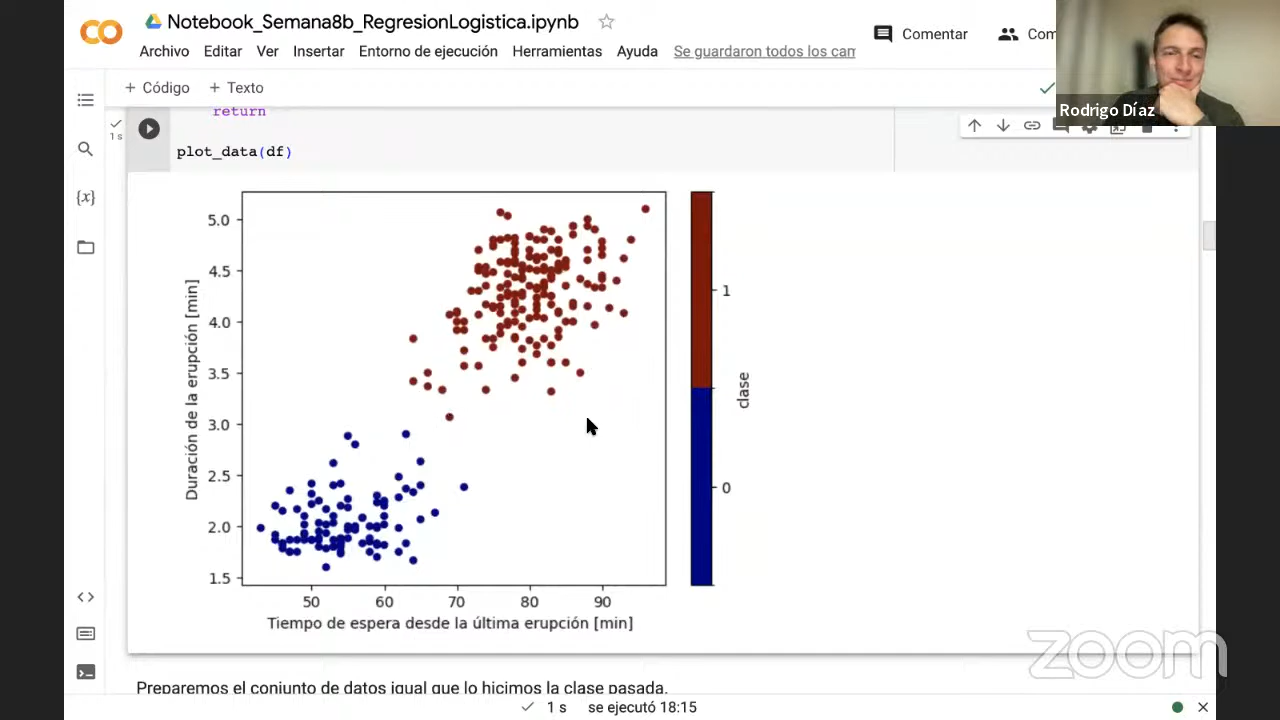 Notebook_Semana8b_RegresionLogistica.ipynb
Comentar
Com
Archivo Editar Ver Insertar Entorno de ejecución Herramientas Ayuda Se guardaron todos los cam
Rodrigo Díaz
+ Código + Texto
return
1 s
plot_data(df)
{x}
5.0
4.5
4.0
3.5
3.0
2.5
2.0
1.5
Duración de la erupción [min]
50 60 70 80 90
Tiempo de espera desde la última erupción [min]
1
0
clase
zoom
Preparemos el conjunto de datos igual que lo hicimos la clase pasada.
1 s se ejecutó 18:15